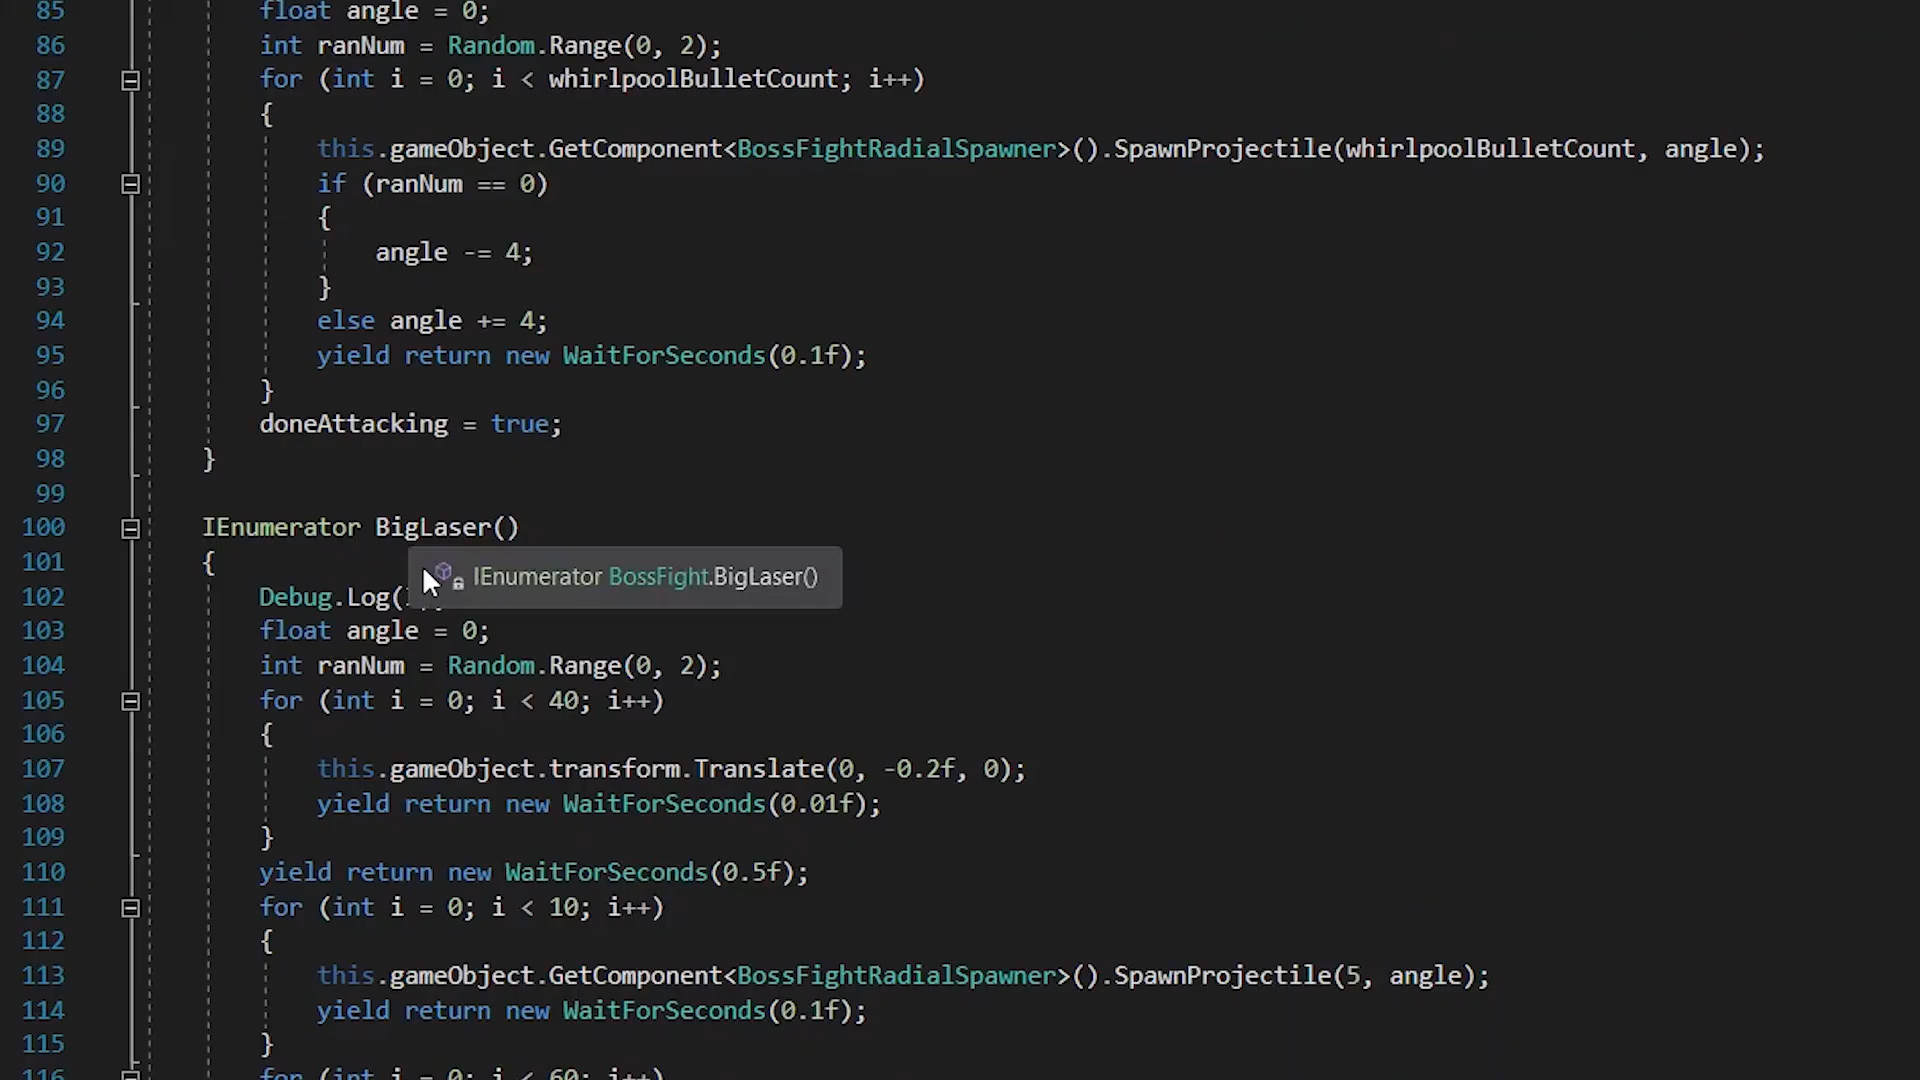 85 float angle = 0;
86 int ranNum = Random.Range(0, 2);
87 for (int i = 0; i < whirlpoolBulletCount; i++)
88 {
89 this.gameObject.GetComponent<BossFightRadialSpawner>().SpawnProjectile(whirlpoolBulletCount, angle);
90 if (ranNum == 0)
91 {
92 angle -= 4;
93 }
94 else angle += 4;
95 yield return new WaitForSeconds(0.1f);
96 }
97 doneAttacking = true;
98 }
99
100 IEnumerator BigLaser()
101 {
IEnumerator BossFight.BigLaser()
102 Debug.Log(
103 float angle = 0;
104 int ranNum = Random.Range(0, 2);
105 for (int i = 0; i < 40; i++)
106 {
107 this.gameObject.transform.Translate(0, -0.2f, 0);
108 yield return new WaitForSeconds(0.01f);
109 }
110 yield return new WaitForSeconds(0.5f);
111 for (int i = 0; i < 10; i++)
112 {
113 this.gameObject.GetComponent<BossFightRadialSpawner>().SpawnProjectile(5, angle);
114 yield return new WaitForSeconds(0.1f);
115 }
116 for (int i = 0; i < 60; i++)